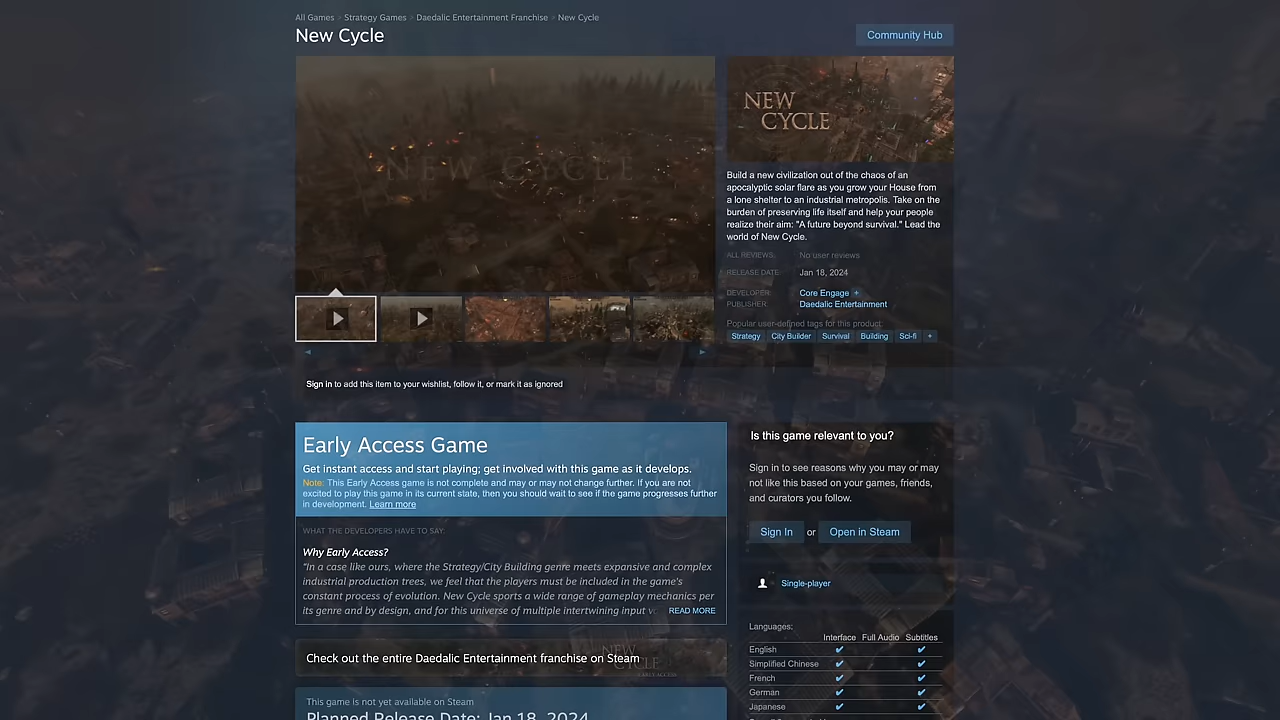 All Games > Strategy Games > Daedalic Entertainment Franchise > New Cycle
New Cycle
Community Hub
NEW CYCLE
NEW
CYCLE
Build a new civilization out of the chaos of an
apocalyptic solar flare as you grow your House from
a lone shelter to an industrial metropolis. Take on the
burden of preserving life itself and help your people
realize their aim: "A future beyond survival." Lead the
world of New Cycle.
ALL REVIEWS: No user reviews
RELEASE DATE: Jan 18, 2024
DEVELOPER: Core Engage +
PUBLISHER: Daedalic Entertainment
Popular user-defined tags for this product:
Strategy City Builder Survival Building Sci-fi +
Sign in to add this item to your wishlist, follow it, or mark it as ignored
Early Access Game
Get instant access and start playing; get involved with this game as it develops.
Note: This Early Access game is not complete and may or may not change further. If you are not
excited to play this game in its current state, then you should wait to see if the game progresses further
in development. Learn more
WHAT THE DEVELOPERS HAVE TO SAY:
Why Early Access?
"In a case like ours, where the Strategy/City Building genre meets expansive and complex
industrial production trees, we feel that the players must be included in the game's
constant process of evolution. New Cycle sports a wide range of gameplay mechanics per
its genre and by design, and for this universe of multiple intertwining input READ MORE
Check out the entire Daedalic Entertainment franchise on Steam
NEW
CYCLE
EARLY ACCESS
This game is not yet available on Steam
Planned Release Date: Jan 18, 2024
Is this game relevant to you?
Sign in to see reasons why you may or may
not like this based on your games, friends,
and curators you follow.
Sign In or Open in Steam
Single-player
Languages:
Interface Full Audio Subtitles
English ✔ ✔
Simplified Chinese ✔ ✔
French ✔ ✔
German ✔ ✔
Japanese ✔ ✔